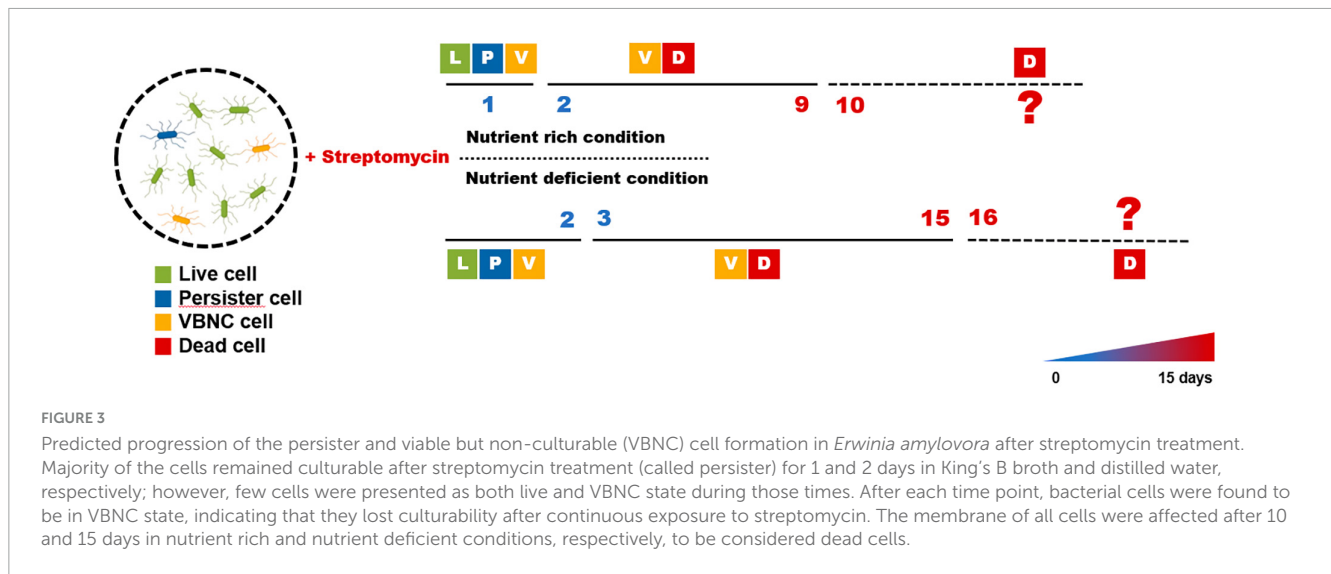 L P V V D D
1 2 9 10 ?
Nutrient rich condition
+ Streptomycin
Nutrient deficient condition
2 3 15 16 ?
L P V V D D
Live cell
Persister cell
VBNC cell
Dead cell
0 15 days
FIGURE 3
Predicted progression of the persister and viable but non-culturable (VBNC) cell formation in Erwinia amylovora after streptomycin treatment.
Majority of the cells remained culturable after streptomycin treatment (called persister) for 1 and 2 days in King's B broth and distilled water,
respectively; however, few cells were presented as both live and VBNC state during those times. After each time point, bacterial cells were found to
be in VBNC state, indicating that they lost culturability after continuous exposure to streptomycin. The membrane of all cells were affected after 10
and 15 days in nutrient rich and nutrient deficient conditions, respectively, to be considered dead cells.